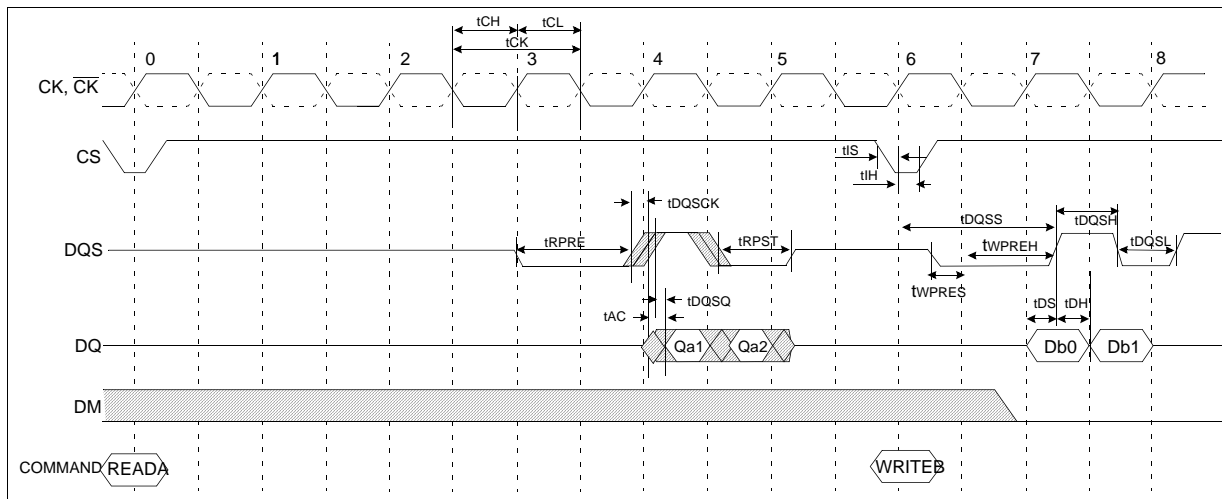 tCH tCL
tCK
0 1 2 3 4 5 6 7 8
CK, CK
CS
tIS
tIH
tDQSCK
tDQSS
tDQSH
DQS
tRPRE
tRPST
tWPREH
tDQSL
tWPRES
tDQSQ
tAC
tDS tDH
DQ
Qa1 Qa2
Db0 Db1
DM
COMMAND READA WRITEB